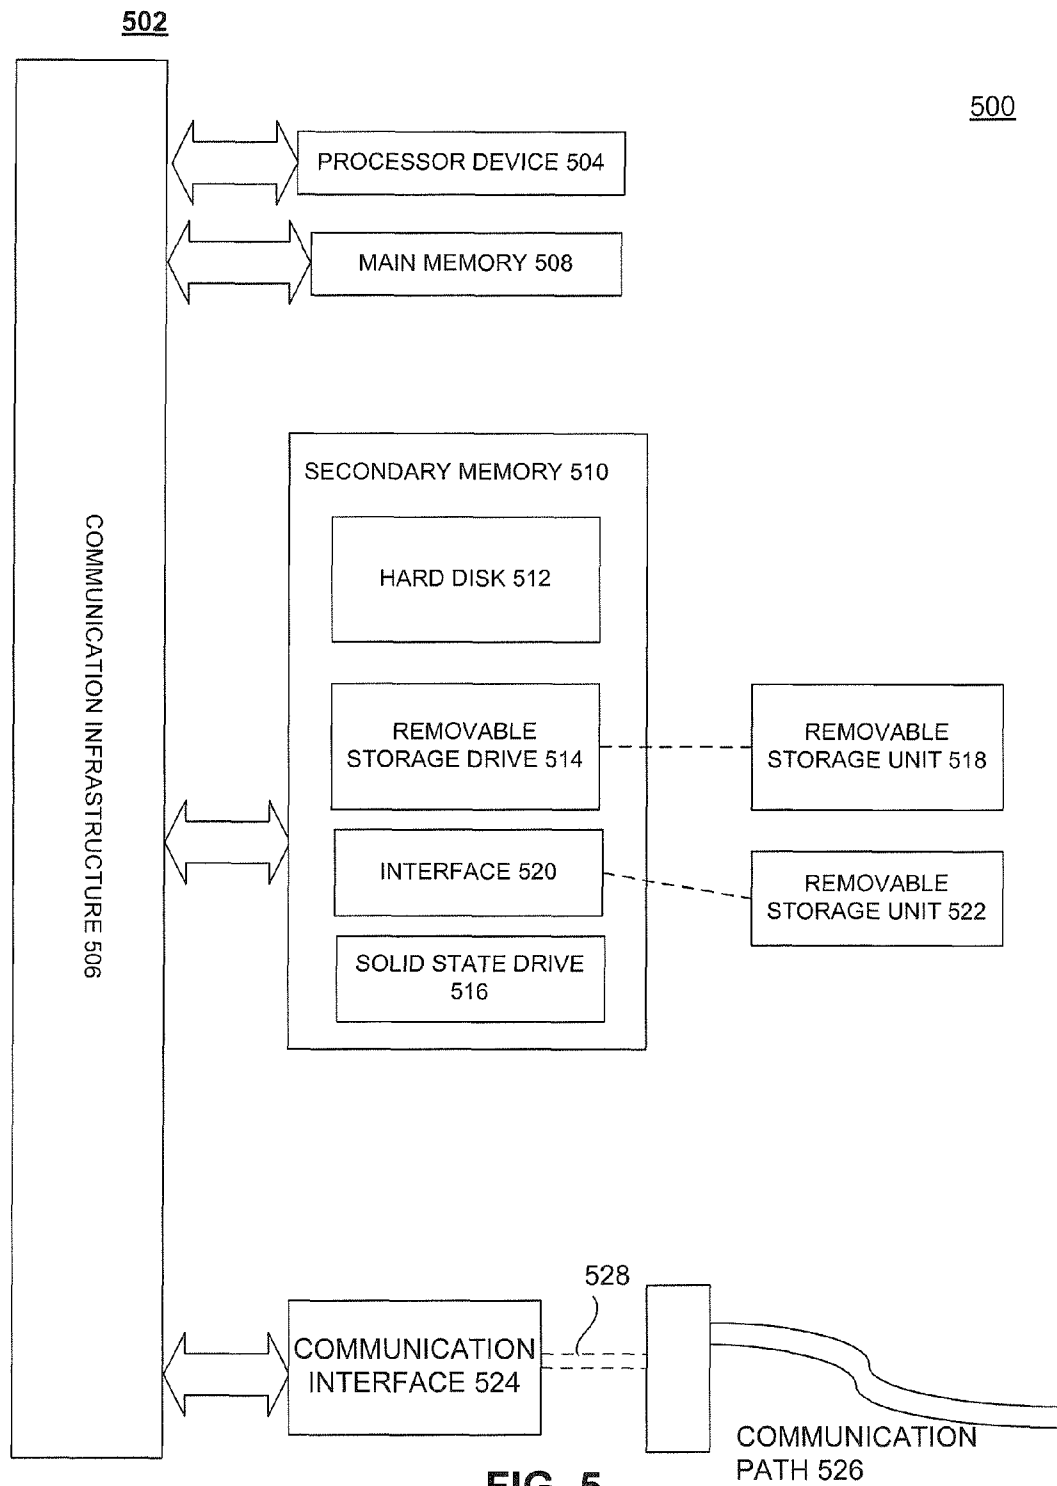 502
500
PROCESSOR DEVICE 504
MAIN MEMORY 508
SECONDARY MEMORY 510
HARD DISK 512
REMOVABLE
STORAGE DRIVE 514
REMOVABLE
STORAGE UNIT 518
INTERFACE 520
REMOVABLE
STORAGE UNIT 522
SOLID STATE DRIVE
516
COMMUNICATION INFRASTRUCTURE 506
528
COMMUNICATION
INTERFACE 524
COMMUNICATION
PATH 526
FIG. 5